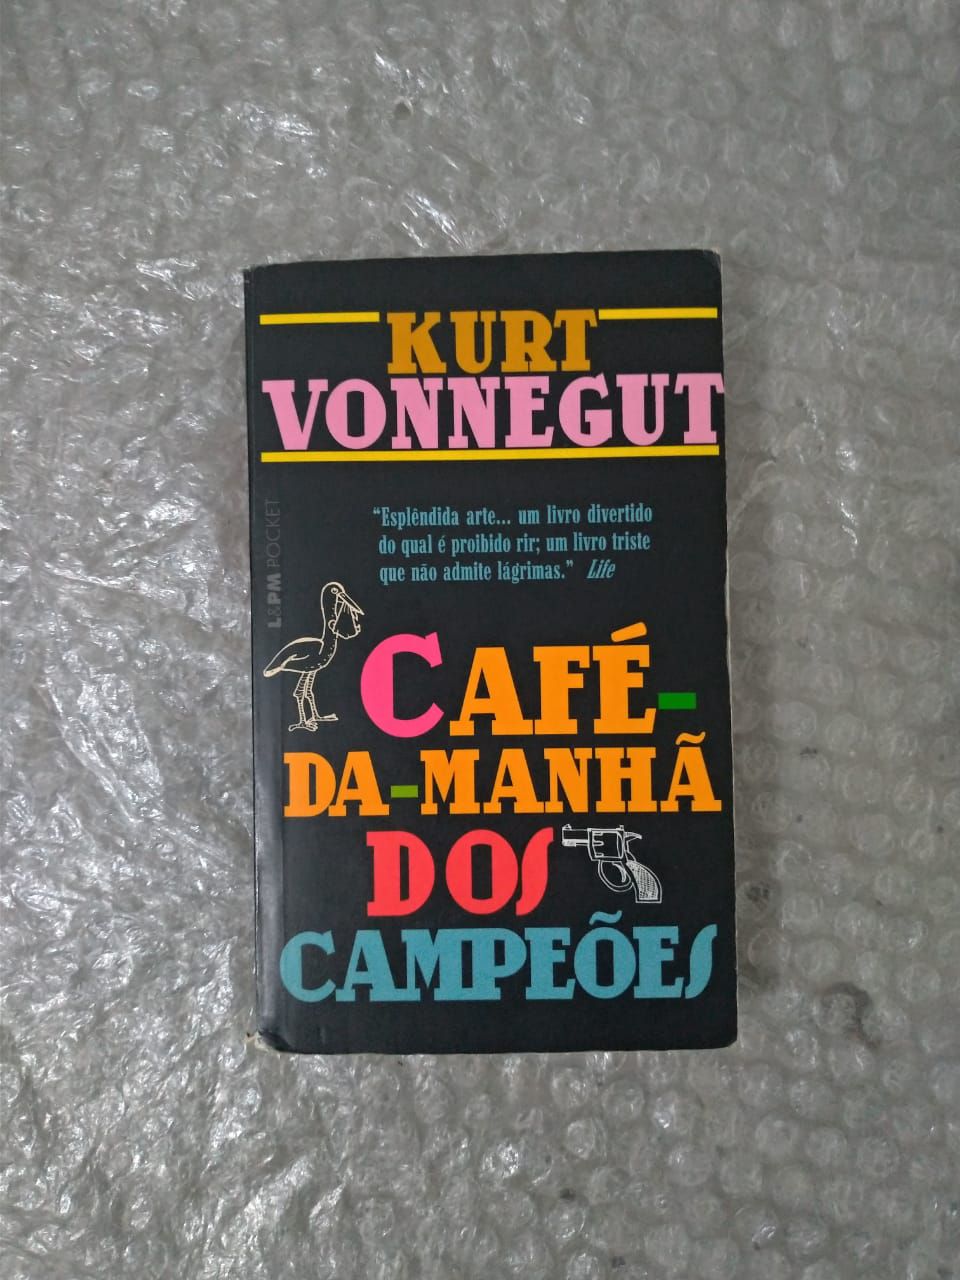 KURT
VONNEGUT
"Esplêndida arte... um livro divertido
do qual é proibido rir; um livro triste
que não admite lágrimas." Life
L&PM POCKET
CAFÉ-
DA-MANHÃ
DOS
CAMPEÕES